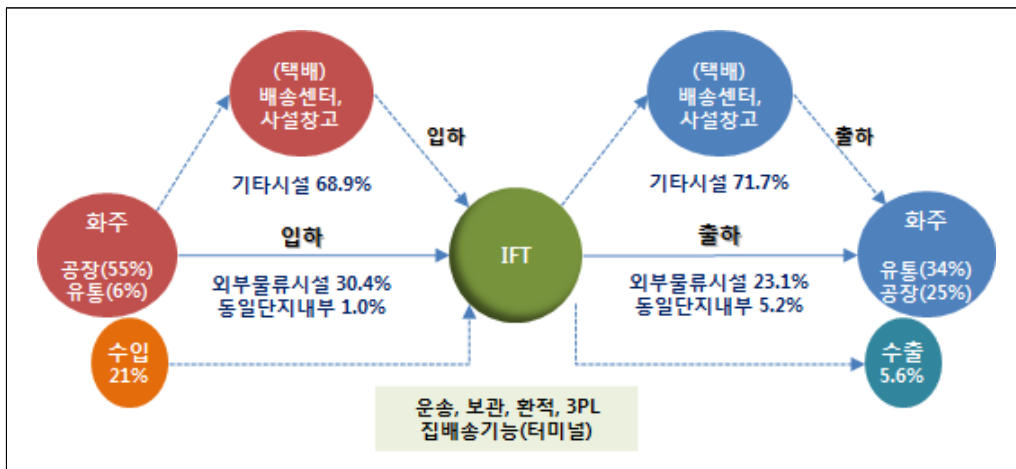 (택배)
배송센터,
사설창고
입하
기타시설 68.9%
화주
공장(55%)
유통(6%)
입하
외부물류시설 30.4%
동일단지내부 1.0%
수입
21%
IFT
(택배)
배송센터,
사설창고
출하
기타시설 71.7%
출하
외부물류시설 23.1%
동일단지내부 5.2%
화주
유통(34%)
공장(25%)
수출
5.6%
운송, 보관, 환적, 3PL
집배송기능(터미널)